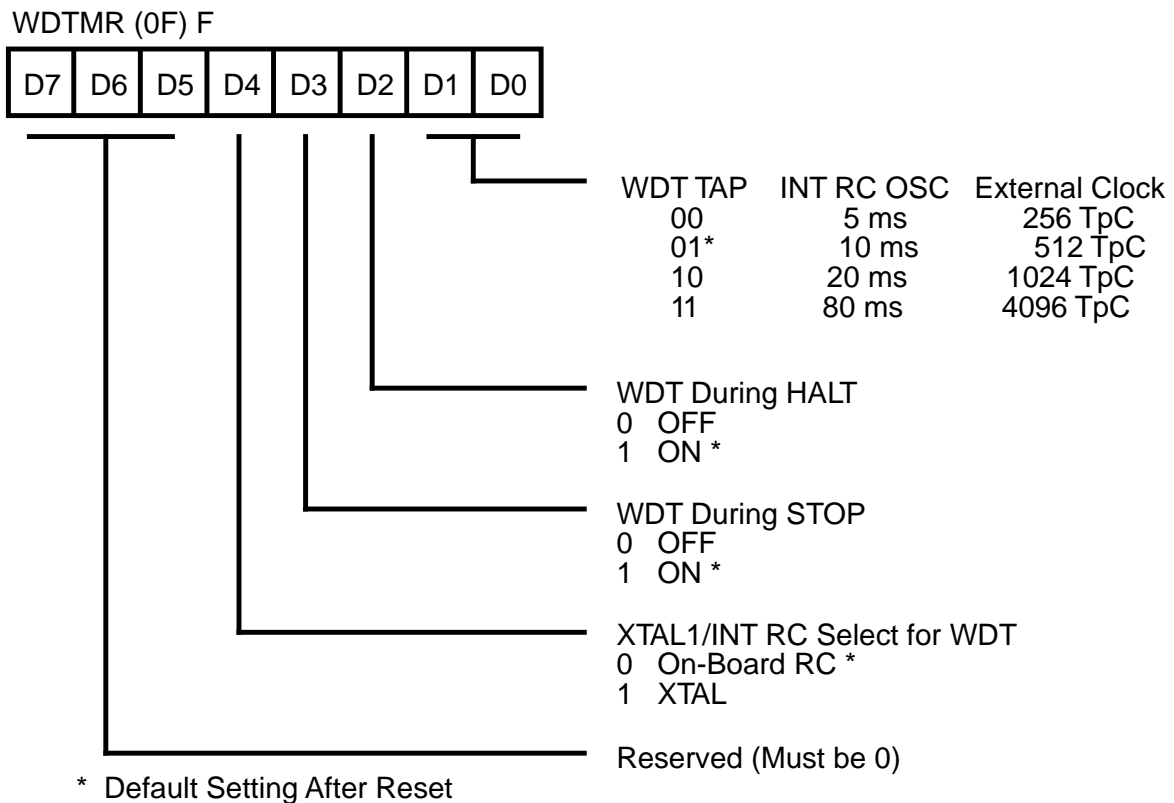 WDTMR (0F) F
D7 D6 D5 D4 D3 D2 D1 D0
WDT TAP INT RC OSC External Clock
00 5 ms 256 TpC
01* 10 ms 512 TpC
10 20 ms 1024 TpC
11 80 ms 4096 TpC
WDT During HALT
0 OFF
1 ON *
WDT During STOP
0 OFF
1 ON *
XTAL1/INT RC Select for WDT
0 On-Board RC *
1 XTAL
Reserved (Must be 0)
* Default Setting After Reset